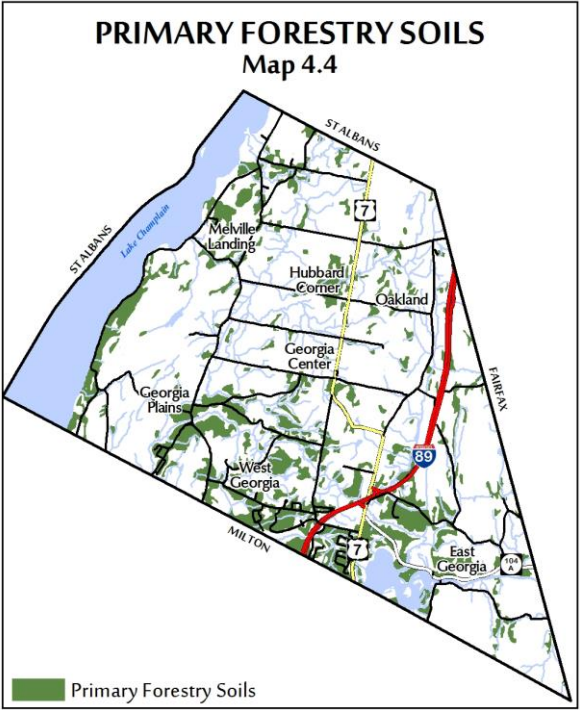 PRIMARY FORESTRY SOILS
Map 4.4
ST ALBANS
7
Lake Champlain
Melville
Landing
ST ALBANS
Hubbard
Corner
Oakland
Georgia
Center
FAIRFAX
Georgia
Plains
89
West
Georgia
MILTON
7
East
Georgia
104
A
Primary Forestry Soils